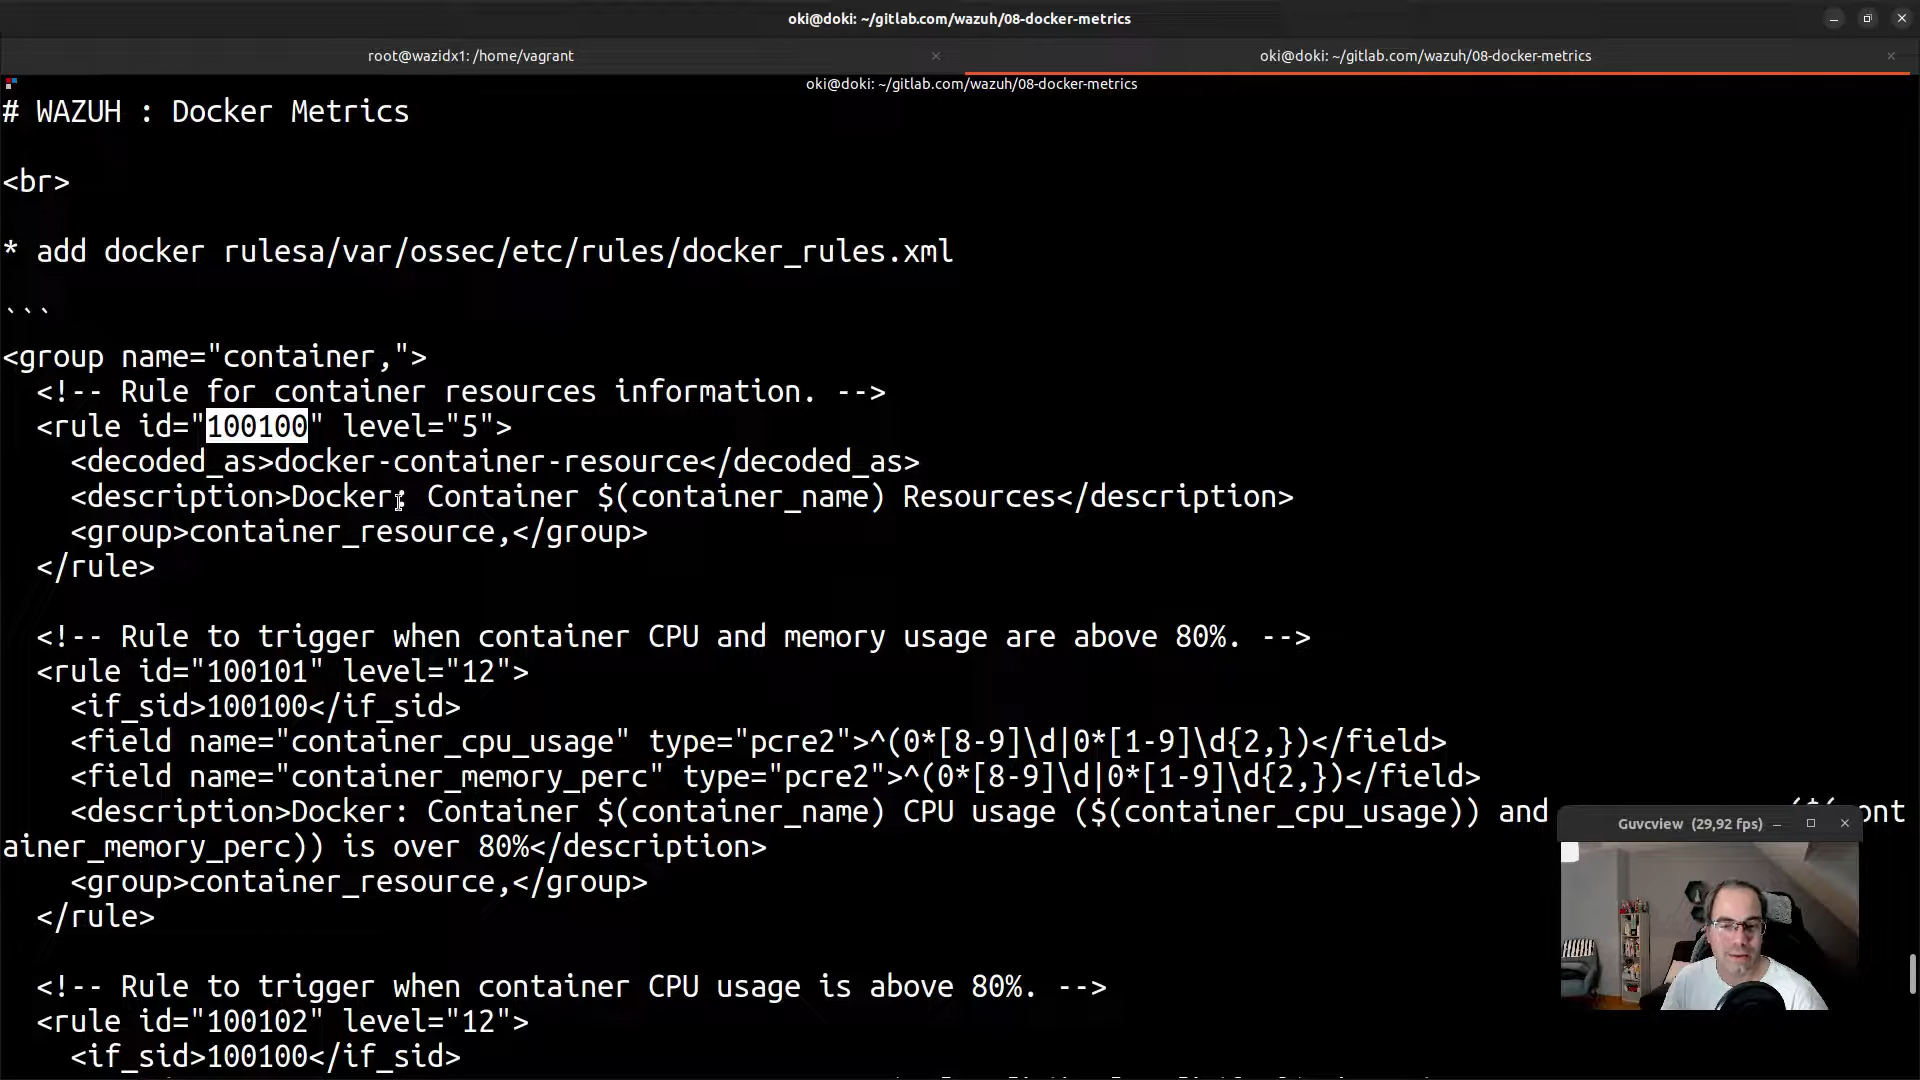 oki@doki: ~/gitlab.com/wazuh/08-docker-metrics
root@wazidx1: /home/vagrant
oki@doki: ~/gitlab.com/wazuh/08-docker-metrics
oki@doki: ~/gitlab.com/wazuh/08-docker-metrics
# WAZUH : Docker Metrics
<br>
* add docker rulesa/var/ossec/etc/rules/docker_rules.xml
```
<group name="container,">
  <!-- Rule for container resources information. -->
  <rule id="100100" level="5">
    <decoded_as>docker-container-resource</decoded_as>
    <description>Docker: Container $(container_name) Resources</description>
    <group>container_resource,</group>
  </rule>
  <!-- Rule to trigger when container CPU and memory usage are above 80%. -->
  <rule id="100101" level="12">
    <if_sid>100100</if_sid>
    <field name="container_cpu_usage" type="pcre2">^(0*[8-9]\d|0*[1-9]\d{2,})</field>
    <field name="container_memory_perc" type="pcre2">^(0*[8-9]\d|0*[1-9]\d{2,})</field>
    <description>Docker: Container $(container_name) CPU usage ($(container_cpu_usage)) and
ainer_memory_perc)) is over 80%</description>
    <group>container_resource,</group>
  </rule>
  <!-- Rule to trigger when container CPU usage is above 80%. -->
  <rule id="100102" level="12">
    <if_sid>100100</if_sid>
Guvcview (29,92 fps)